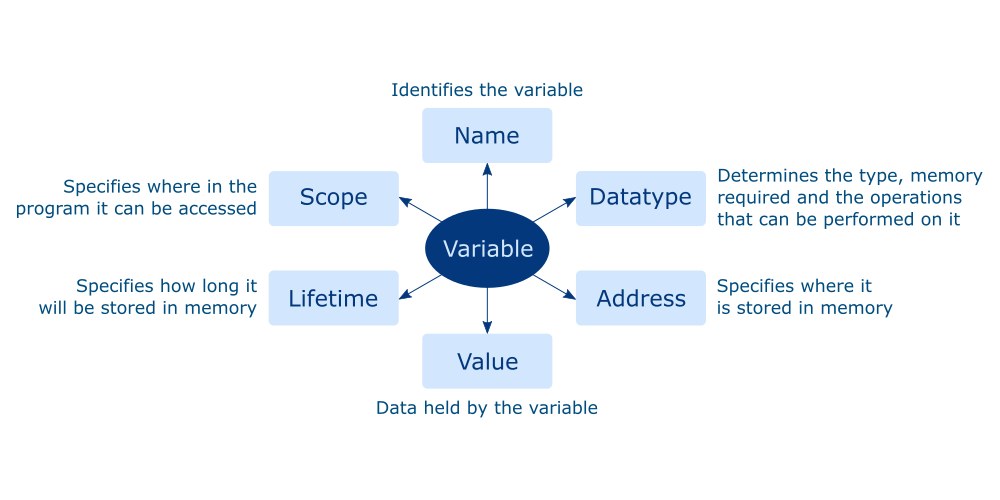 Identifies the variable
Name
Specifies where in the
program it can be accessed
Scope
Datatype
Determines the type, memory
required and the operations
that can be performed on it
Variable
Specifies how long it
will be stored in memory
Lifetime
Address
Specifies where it
is stored in memory
Value
Data held by the variable